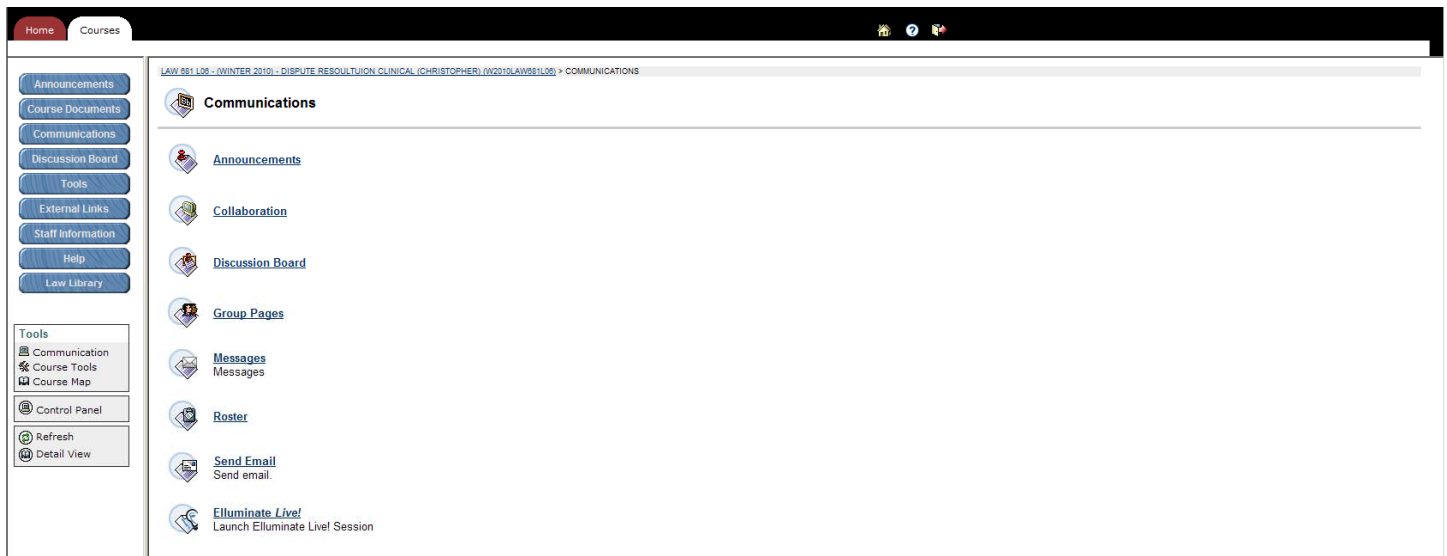 Home
Courses
LAW 681 L06 - (WINTER 2010) - DISPUTE RESOULTUION CLINICAL (CHRISTOPHER) (W2010LAW681L06) > COMMUNICATIONS
Communications
Announcements
Course Documents
Communications
Discussion Board
Tools
External Links
Staff Information
Help
Law Library
Tools
Communication
Course Tools
Course Map
Control Panel
Refresh
Detail View
Announcements
Collaboration
Discussion Board
Group Pages
Messages
Messages
Roster
Send Email
Send email.
Elluminate Live!
Launch Elluminate Live! Session